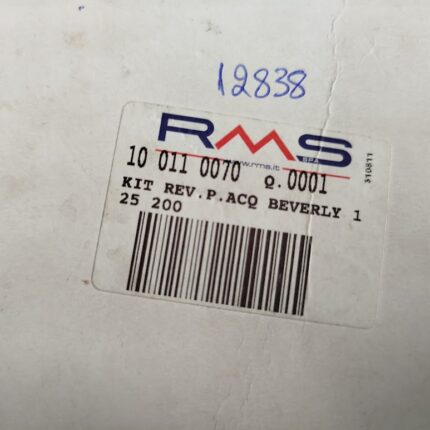 12838
RMS
SPA
www.rms.it
310811
10 011 0070 Q.0001
KIT REV.P.ACQ BEVERLY 1
25 200